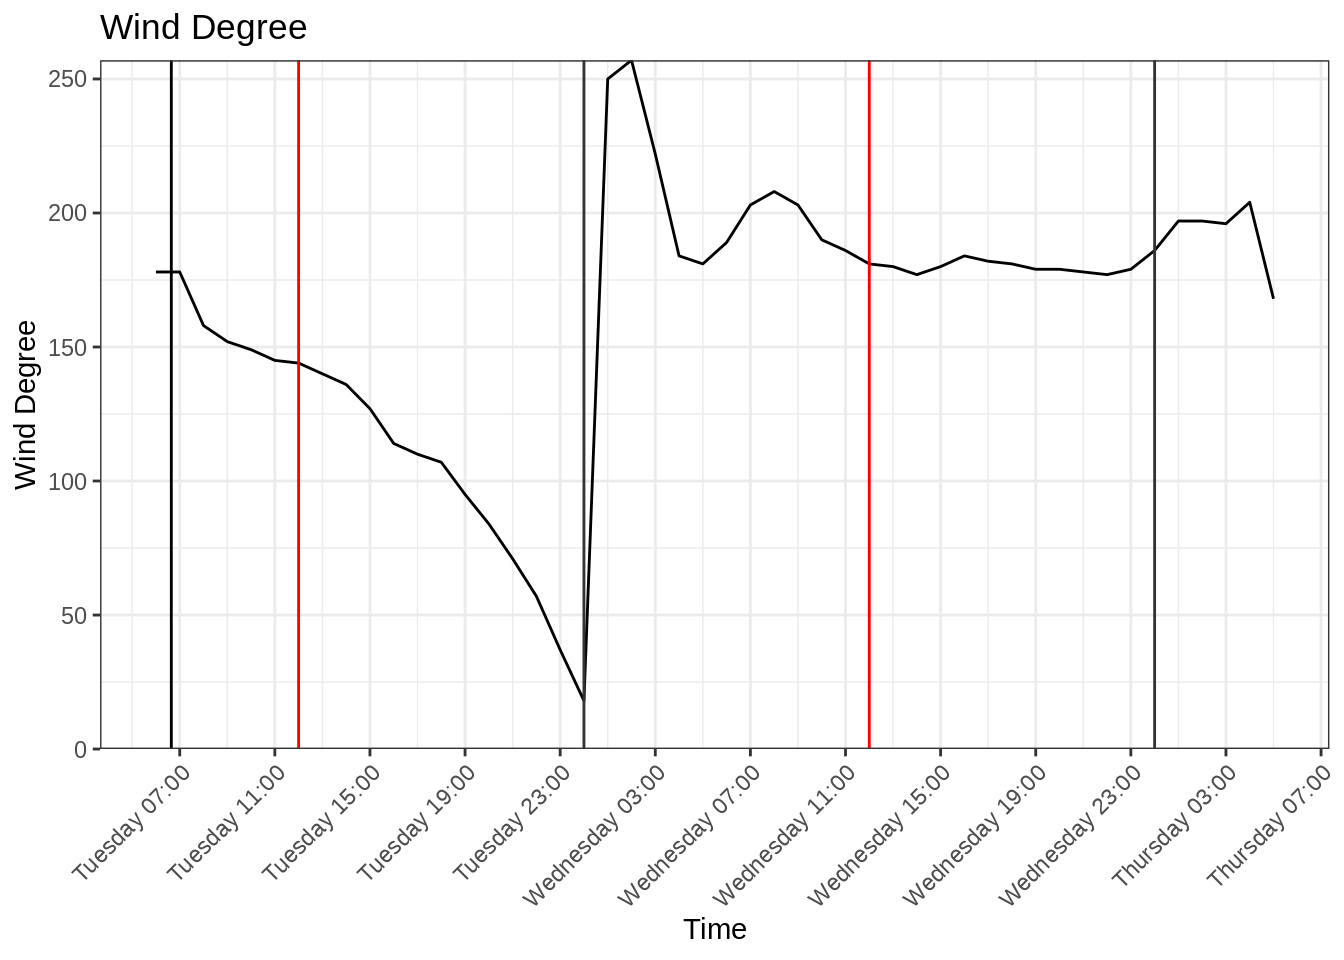 Wind Degree
Wind Degree
250
200
150
100
50
0
Tuesday 07:00
Tuesday 11:00
Tuesday 15:00
Tuesday 19:00
Tuesday 23:00
Wednesday 03:00
Wednesday 07:00
Wednesday 11:00
Wednesday 15:00
Wednesday 19:00
Wednesday 23:00
Thursday 03:00
Thursday 07:00
Time